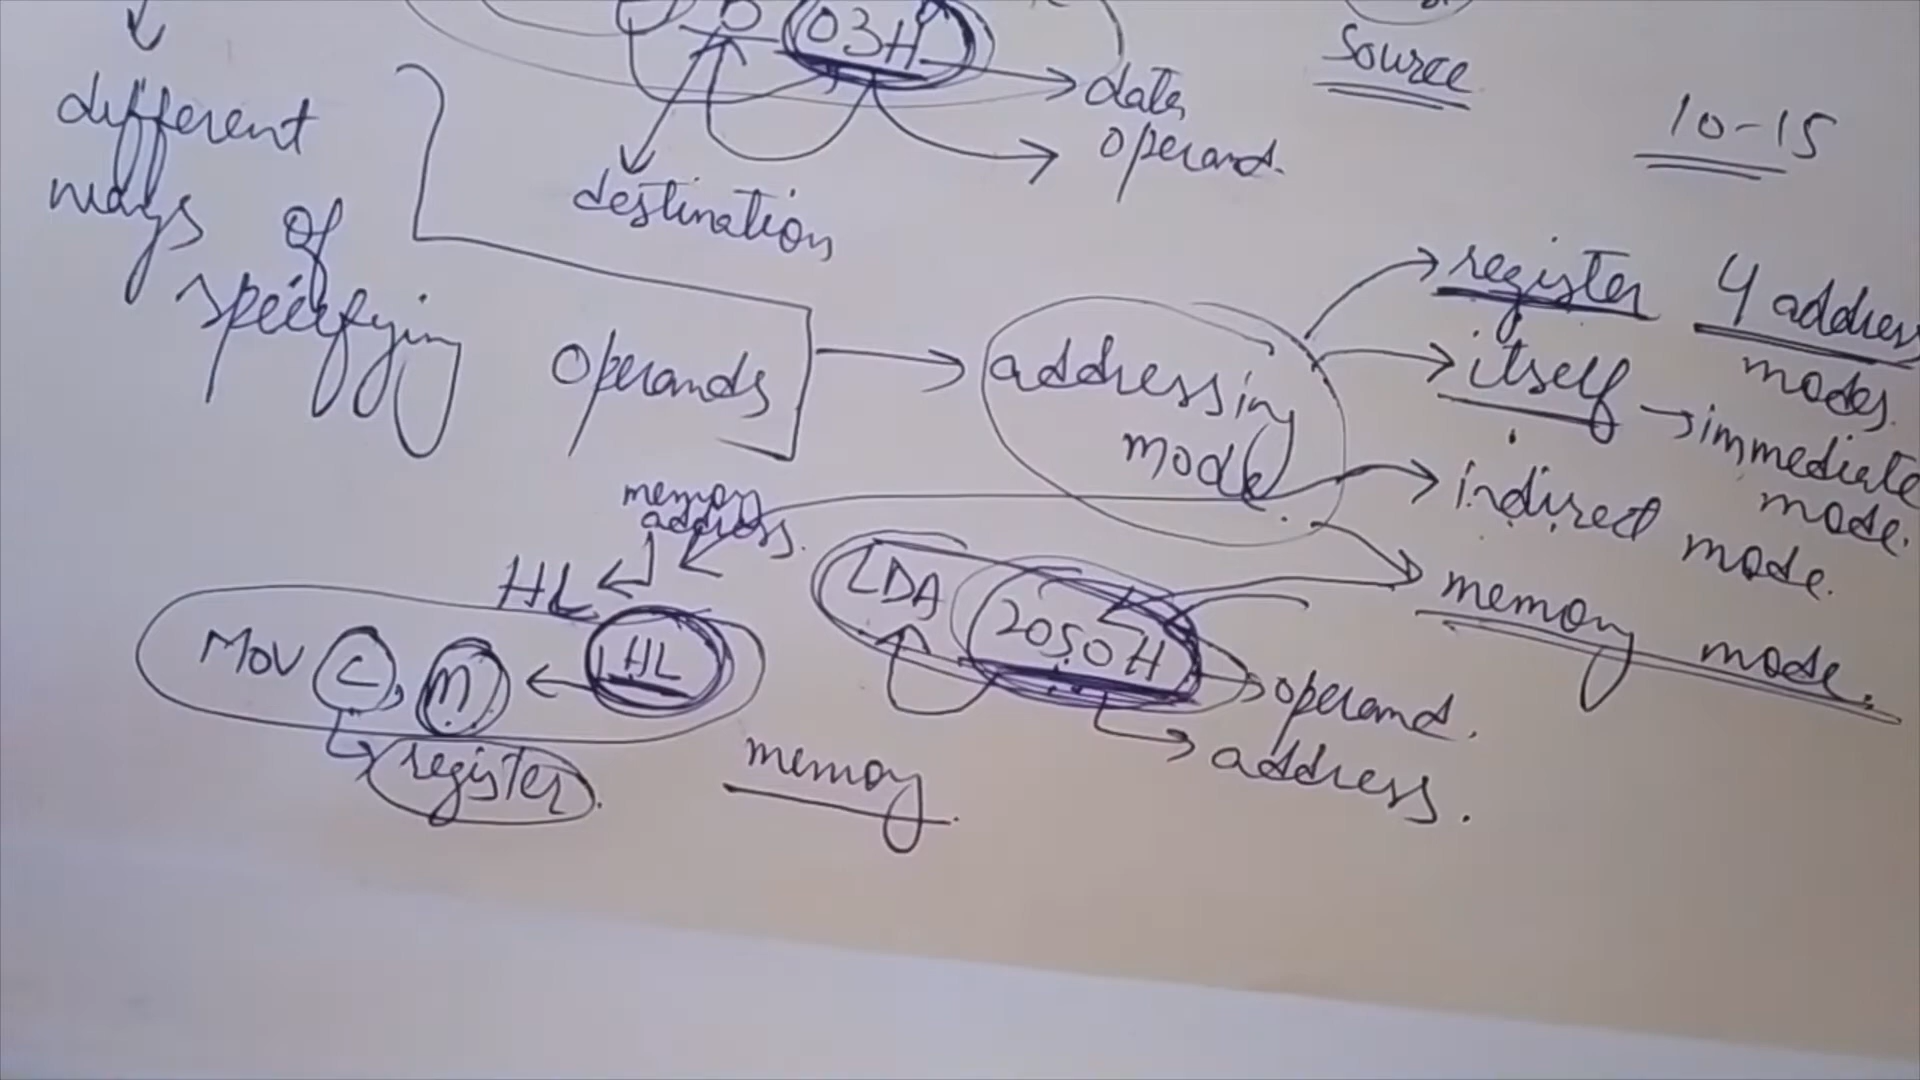 D 03H
data
operand.
Source
10-15
different
ways of
specifying
operands
destination
addressing
mode
register
itself → immediate
mode.
indirect mode.
memory mode.
4 address
modes.
memory
address.
HL
MOV C, M ← HL
register.
memory.
LDA 2050H
operand.
address.